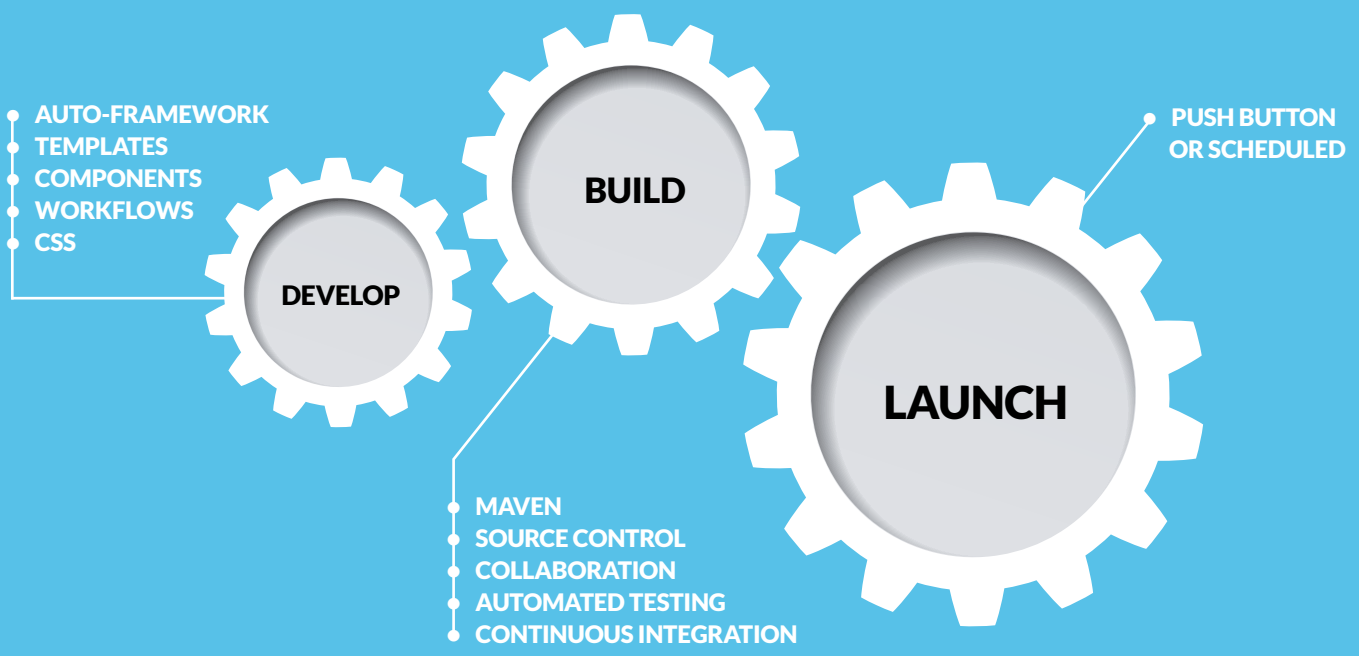 AUTO-FRAMEWORK
TEMPLATES
COMPONENTS
WORKFLOWS
CSS
DEVELOP
BUILD
MAVEN
SOURCE CONTROL
COLLABORATION
AUTOMATED TESTING
CONTINUOUS INTEGRATION
LAUNCH
PUSH BUTTON
OR SCHEDULED